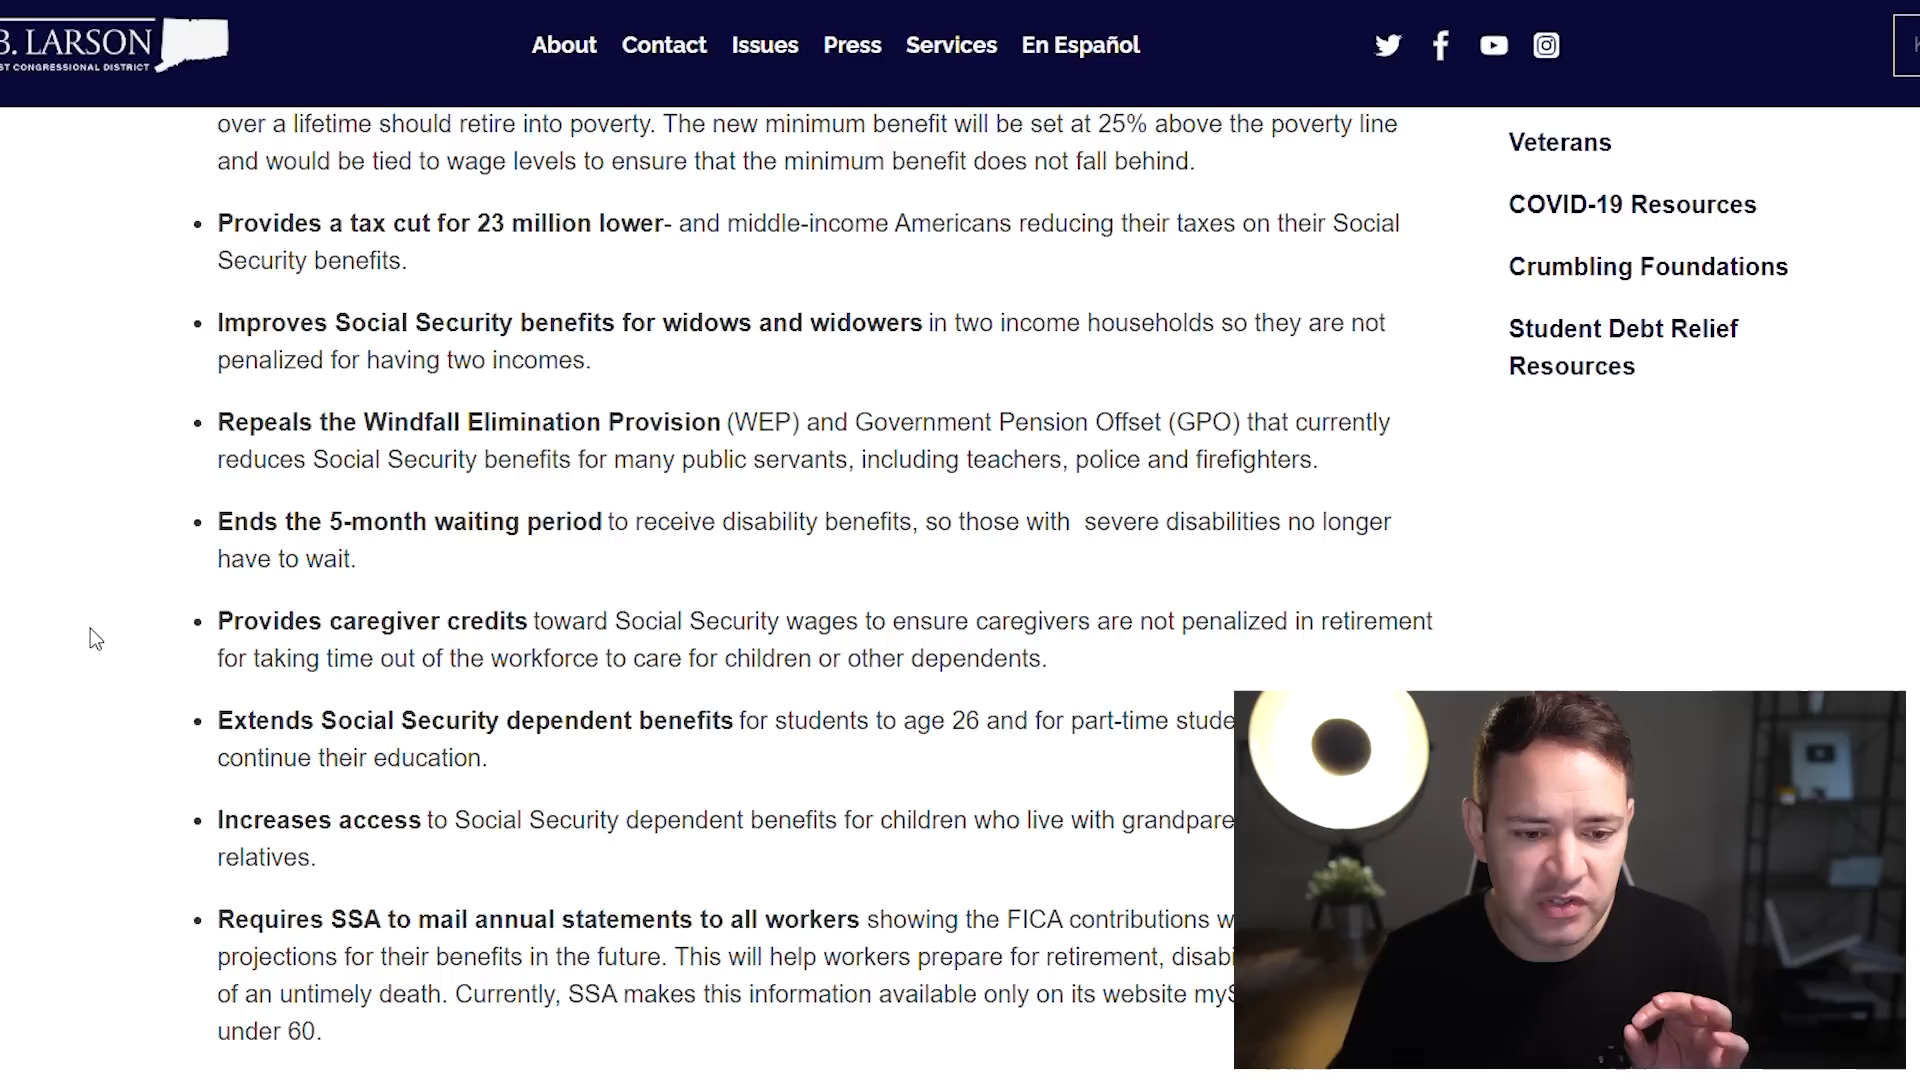 B. LARSON
ST CONGRESSIONAL DISTRICT
About Contact Issues Press Services En Español
over a lifetime should retire into poverty. The new minimum benefit will be set at 25% above the poverty line
and would be tied to wage levels to ensure that the minimum benefit does not fall behind.
• Provides a tax cut for 23 million lower- and middle-income Americans reducing their taxes on their Social
Security benefits.
• Improves Social Security benefits for widows and widowers in two income households so they are not
penalized for having two incomes.
• Repeals the Windfall Elimination Provision (WEP) and Government Pension Offset (GPO) that currently
reduces Social Security benefits for many public servants, including teachers, police and firefighters.
• Ends the 5-month waiting period to receive disability benefits, so those with severe disabilities no longer
have to wait.
• Provides caregiver credits toward Social Security wages to ensure caregivers are not penalized in retirement
for taking time out of the workforce to care for children or other dependents.
• Extends Social Security dependent benefits for students to age 26 and for part-time stude
continue their education.
• Increases access to Social Security dependent benefits for children who live with grandpare
relatives.
• Requires SSA to mail annual statements to all workers showing the FICA contributions w
projections for their benefits in the future. This will help workers prepare for retirement, disabi
of an untimely death. Currently, SSA makes this information available only on its website myS
under 60.
Veterans
COVID-19 Resources
Crumbling Foundations
Student Debt Relief
Resources